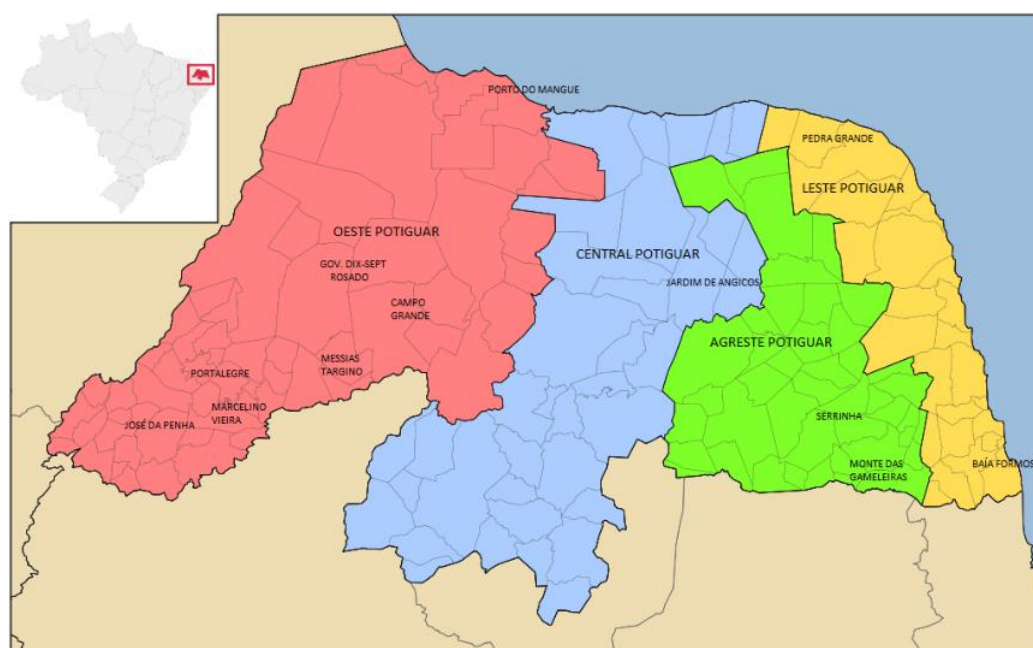 PORTO DO MANGUE
PEDRA GRANDE
LESTE POTIGUAR
OESTE POTIGUAR
CENTRAL POTIGUAR
GOV. DIX-SEPT
ROSADO
JARDIM DE ANGICOS
CAMPO
GRANDE
AGRESTE POTIGUAR
MESSIAS
TARGINO
PORTALEGRE
MARCELINO
VIEIRA
JOSÉ DA PENHA
SERRINHA
MONTE DAS
GAMELEIRAS
BAÍA FORMOS